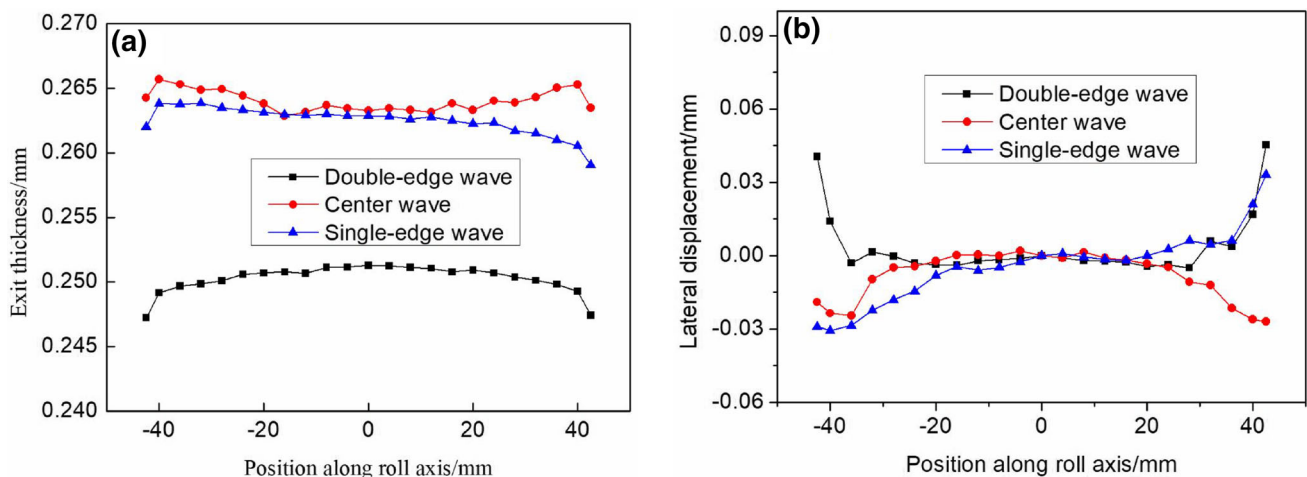 (a)
Exit thickness/mm
0.270
0.265
0.260
0.255
0.250
0.245
0.240
Double-edge wave
Center wave
Single-edge wave
-40
-20
0
20
40
Position along roll axis/mm
(b)
Lateral displacement/mm
0.09
0.06
0.03
0.00
-0.03
-0.06
Double-edge wave
Center wave
Single-edge wave
-40
-20
0
20
40
Position along roll axis/mm